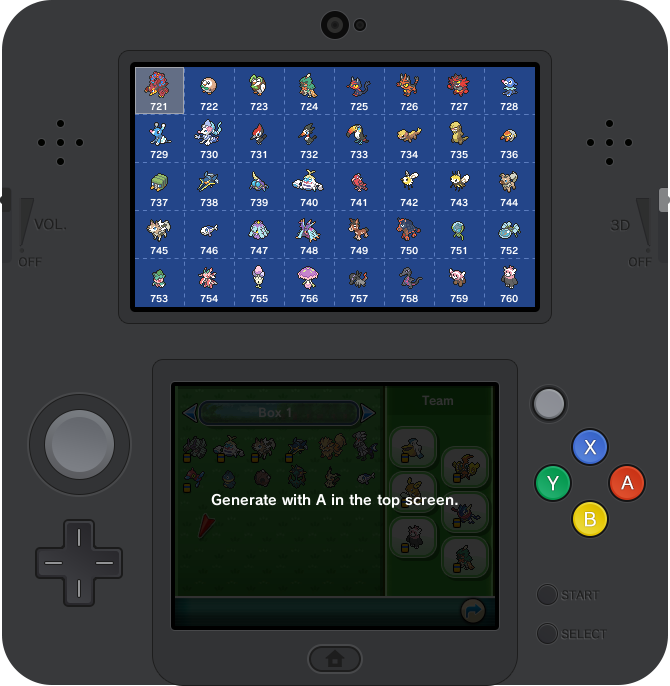 721 722 723 724 725 726 727 728
729 730 731 732 733 734 735 736
737 738 739 740 741 742 743 744
VOL.
3D
745 746 747 748 749 750 751 752
OFF
OFF
753 754 755 756 757 758 759 760
Box 1
Team
X
Y
A
B
Generate with A in the top screen.
START
SELECT